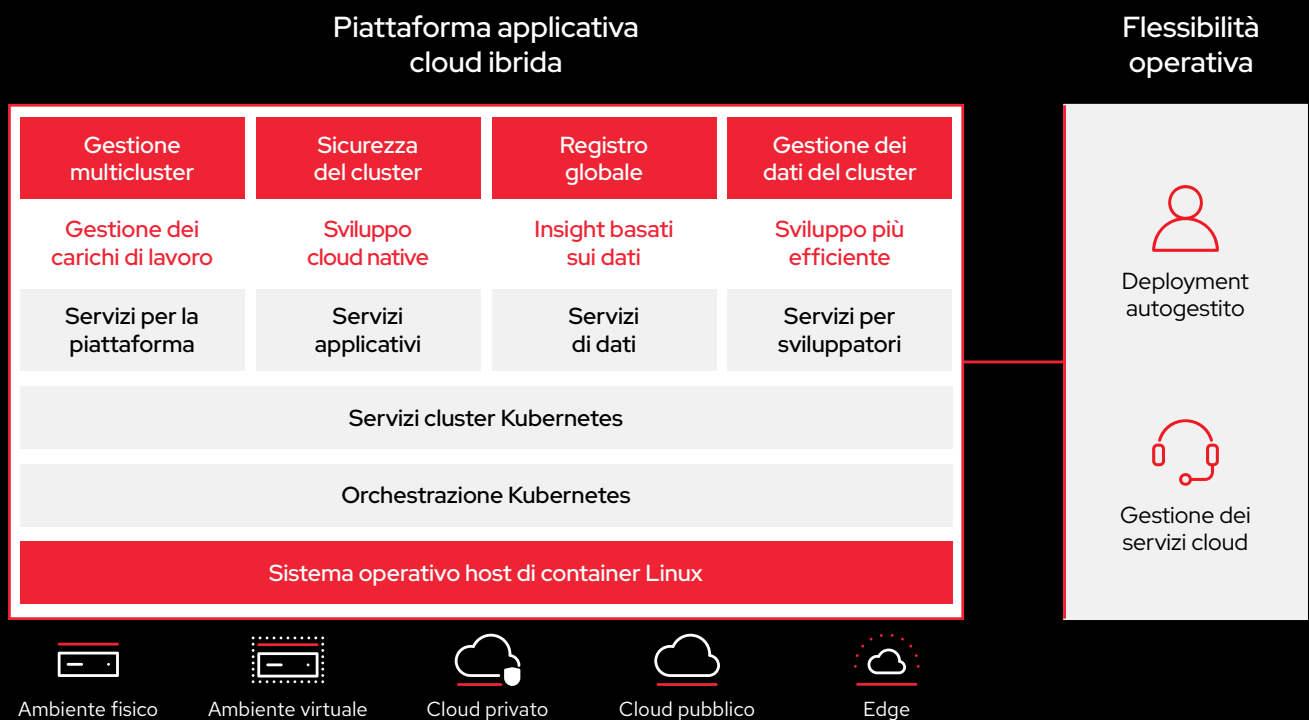 Piattaforma applicativa
cloud ibrida
Flessibilità
operativa
Gestione
multicluster
Sicurezza
del cluster
Registro
globale
Gestione dei
dati del cluster
Gestione dei
carichi di lavoro
Sviluppo
cloud native
Insight basati
sui dati
Sviluppo più
efficiente
Servizi per la
piattaforma
Servizi
applicativi
Servizi
di dati
Servizi per
sviluppatori
Servizi cluster Kubernetes
Orchestrazione Kubernetes
Sistema operativo host di container Linux
Deployment
autogestito
Gestione dei
servizi cloud
Ambiente fisico
Ambiente virtuale
Cloud privato
Cloud pubblico
Edge